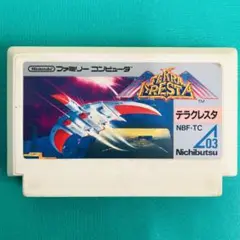 Nintendo ファミリー コンピュータ
TERRA CRESTA
TM
テラクレスタ
NBF-TC
03
Nichibutsu